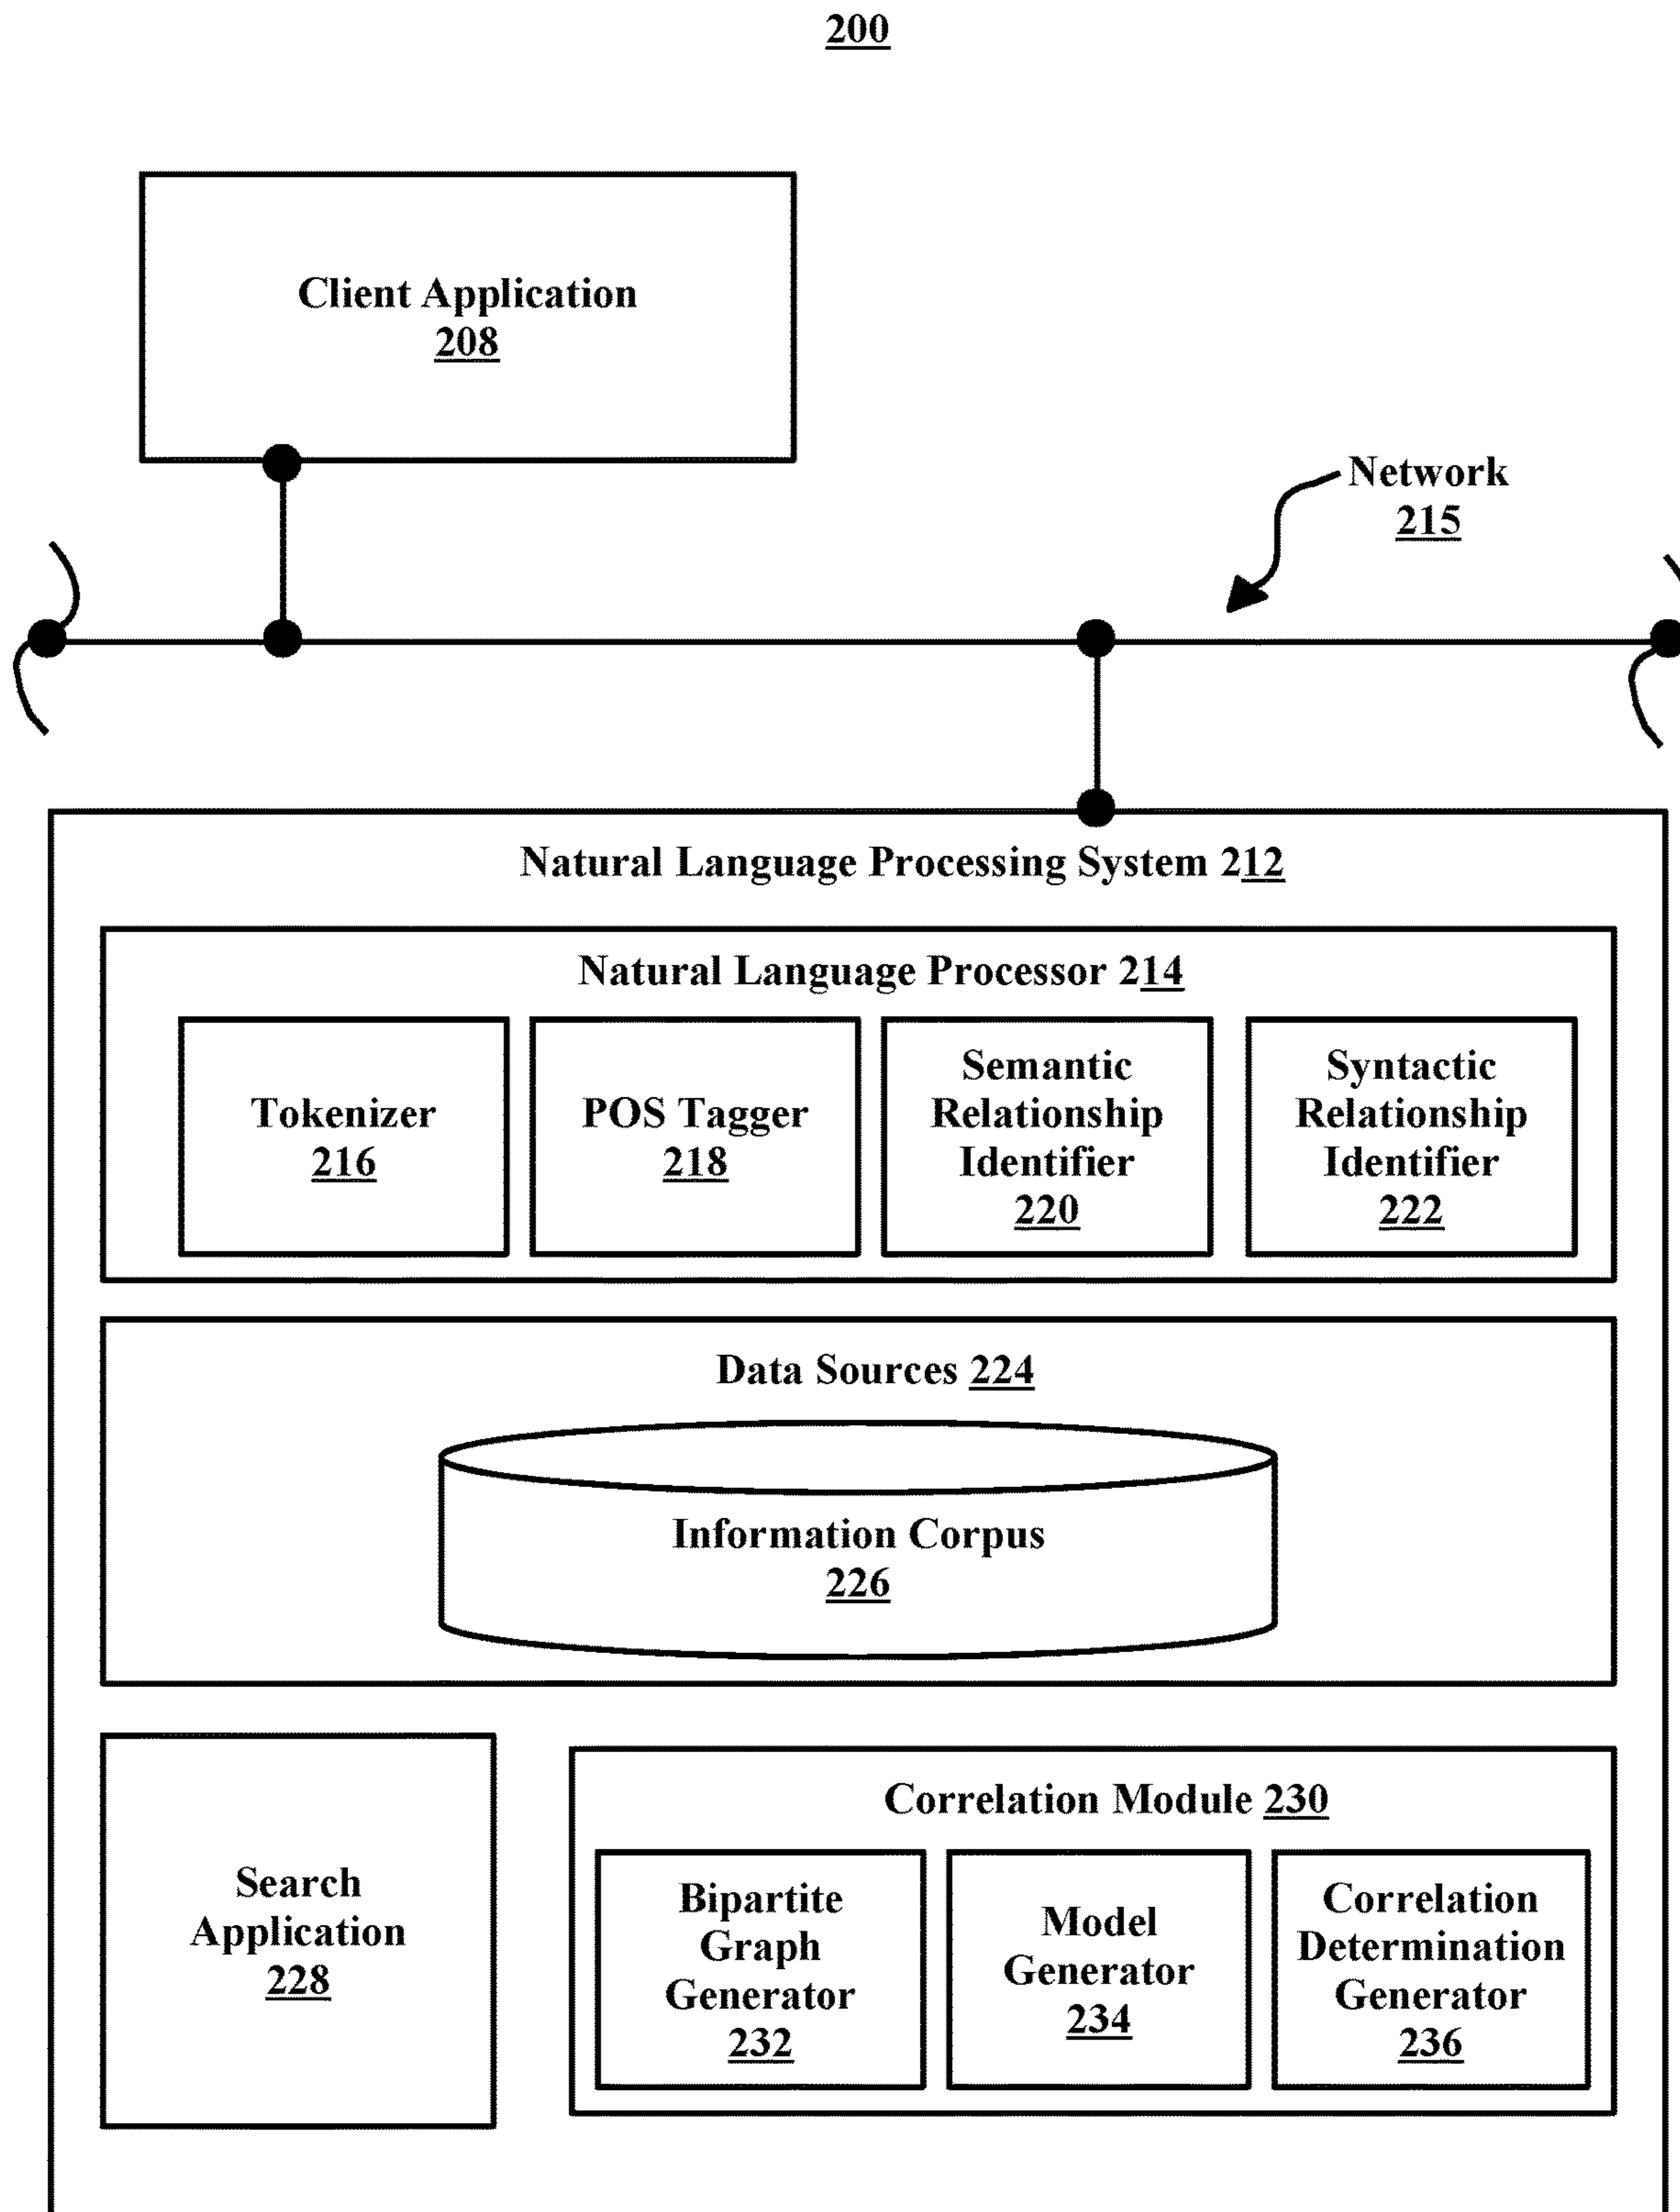 200
Client Application
208
Network
215
Natural Language Processing System 212
Natural Language Processor 214
Tokenizer
216
POS Tagger
218
Semantic
Relationship
Identifier
220
Syntactic
Relationship
Identifier
222
Data Sources 224
Information Corpus
226
Search
Application
228
Correlation Module 230
Bipartite
Graph
Generator
232
Model
Generator
234
Correlation
Determination
Generator
236